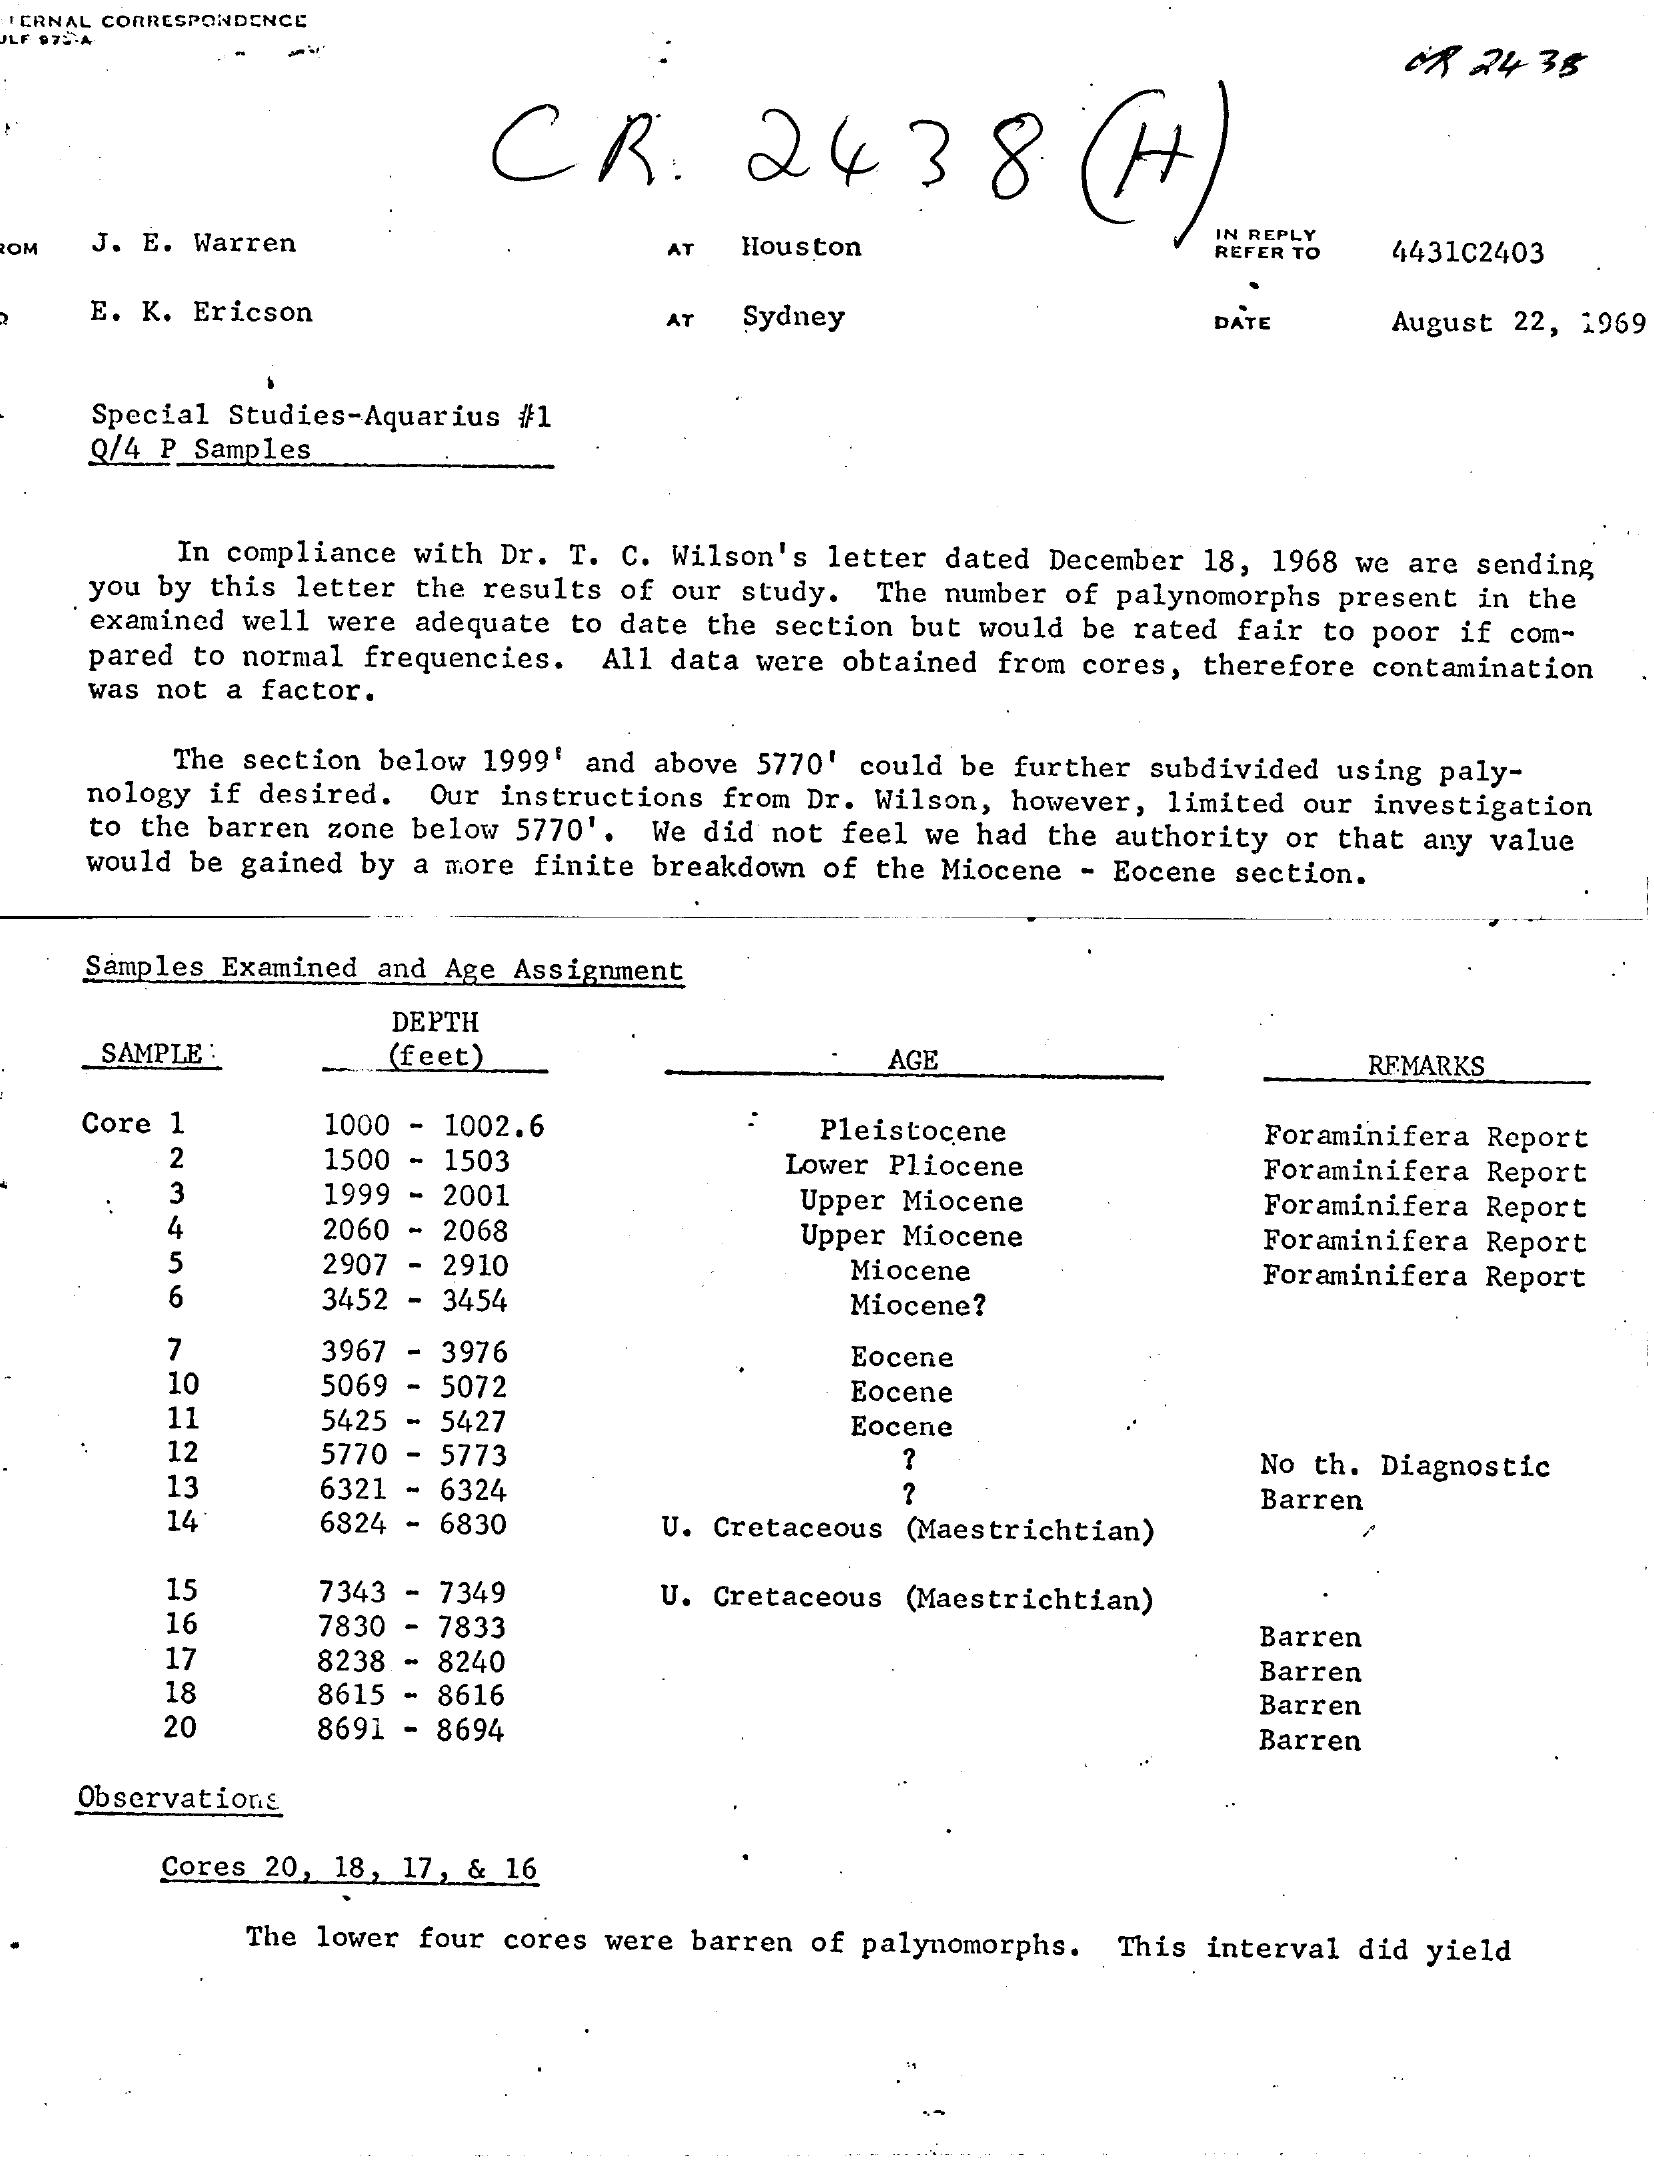 TERNAL CORRESPONDENCE
ULF 973-A
CR 2438
CR. 2438 (H)
ROM J. E. Warren AT Houston IN REPLY REFER TO 4431C2403
O E. K. Ericson AT Sydney DATE August 22, 1969
Special Studies-Aquarius #1
Q/4 P Samples
In compliance with Dr. T. C. Wilson's letter dated December 18, 1968 we are sending
you by this letter the results of our study. The number of palynomorphs present in the
examined well were adequate to date the section but would be rated fair to poor if com-
pared to normal frequencies. All data were obtained from cores, therefore contamination
was not a factor.
The section below 1999' and above 5770' could be further subdivided using paly-
nology if desired. Our instructions from Dr. Wilson, however, limited our investigation
to the barren zone below 5770'. We did not feel we had the authority or that any value
would be gained by a more finite breakdown of the Miocene - Eocene section.
Samples Examined and Age Assignment
SAMPLE DEPTH (feet) AGE REMARKS
Core 1 1000 - 1002.6 Pleistocene Foraminifera Report
2 1500 - 1503 Lower Pliocene Foraminifera Report
3 1999 - 2001 Upper Miocene Foraminifera Report
4 2060 - 2068 Upper Miocene Foraminifera Report
5 2907 - 2910 Miocene Foraminifera Report
6 3452 - 3454 Miocene?
7 3967 - 3976 Eocene
10 5069 - 5072 Eocene
11 5425 - 5427 Eocene
12 5770 - 5773 ? No th. Diagnostic
13 6321 - 6324 ? Barren
14 6824 - 6830 U. Cretaceous (Maestrichtian)
15 7343 - 7349 U. Cretaceous (Maestrichtian)
16 7830 - 7833 Barren
17 8238 - 8240 Barren
18 8615 - 8616 Barren
20 8691 - 8694 Barren
Observations
Cores 20, 18, 17, & 16
The lower four cores were barren of palynomorphs. This interval did yield